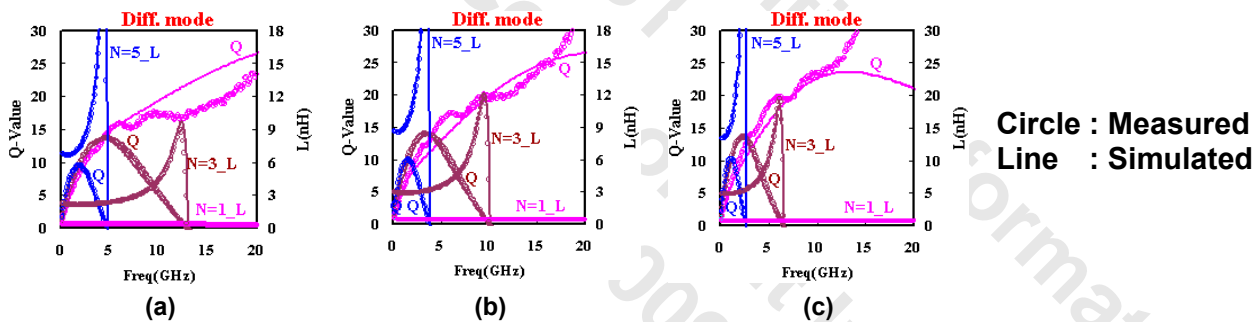 Diff. mode
Q-Value
30
25
20
15
10
5
0
N=5_L
Q
Q
Q
N=3_L
N=1_L
18
15
12
9
6
3
0
L(nH)
0 5 10 15 20
Freq(GHz)
(a)
Diff. mode
Q-Value
30
25
20
15
10
5
0
N=5_L
Q
Q
Q
Q
N=3_L
N=1_L
18
15
12
9
6
3
0
L(nH)
0 5 10 15 20
Freq(GHz)
(b)
Diff. mode
Q-Value
30
25
20
15
10
5
0
N=5_L
Q
Q
Q
N=3_L
N=1_L
30
25
20
15
10
5
0
L(nH)
0 5 10 15 20
Freq(GHz)
(c)
Circle : Measured
Line : Simulated